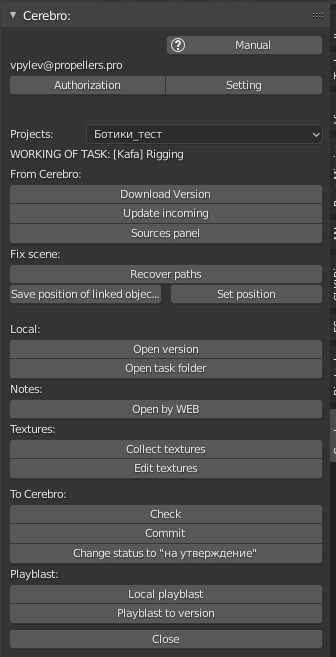 Cerebro:
Manual
vpylev@propellers.pro
Authorization Setting
Projects: Ботики_тест
WORKING OF TASK: [Kafa] Rigging
From Cerebro:
Download Version
Update incoming
Sources panel
Fix scene:
Recover paths
Save position of linked objec... Set position
Local:
Open version
Open task folder
Notes:
Open by WEB
Textures:
Collect textures
Edit textures
To Cerebro:
Check
Commit
Change status to "на утверждение"
Playblast:
Local playblast
Playblast to version
Close